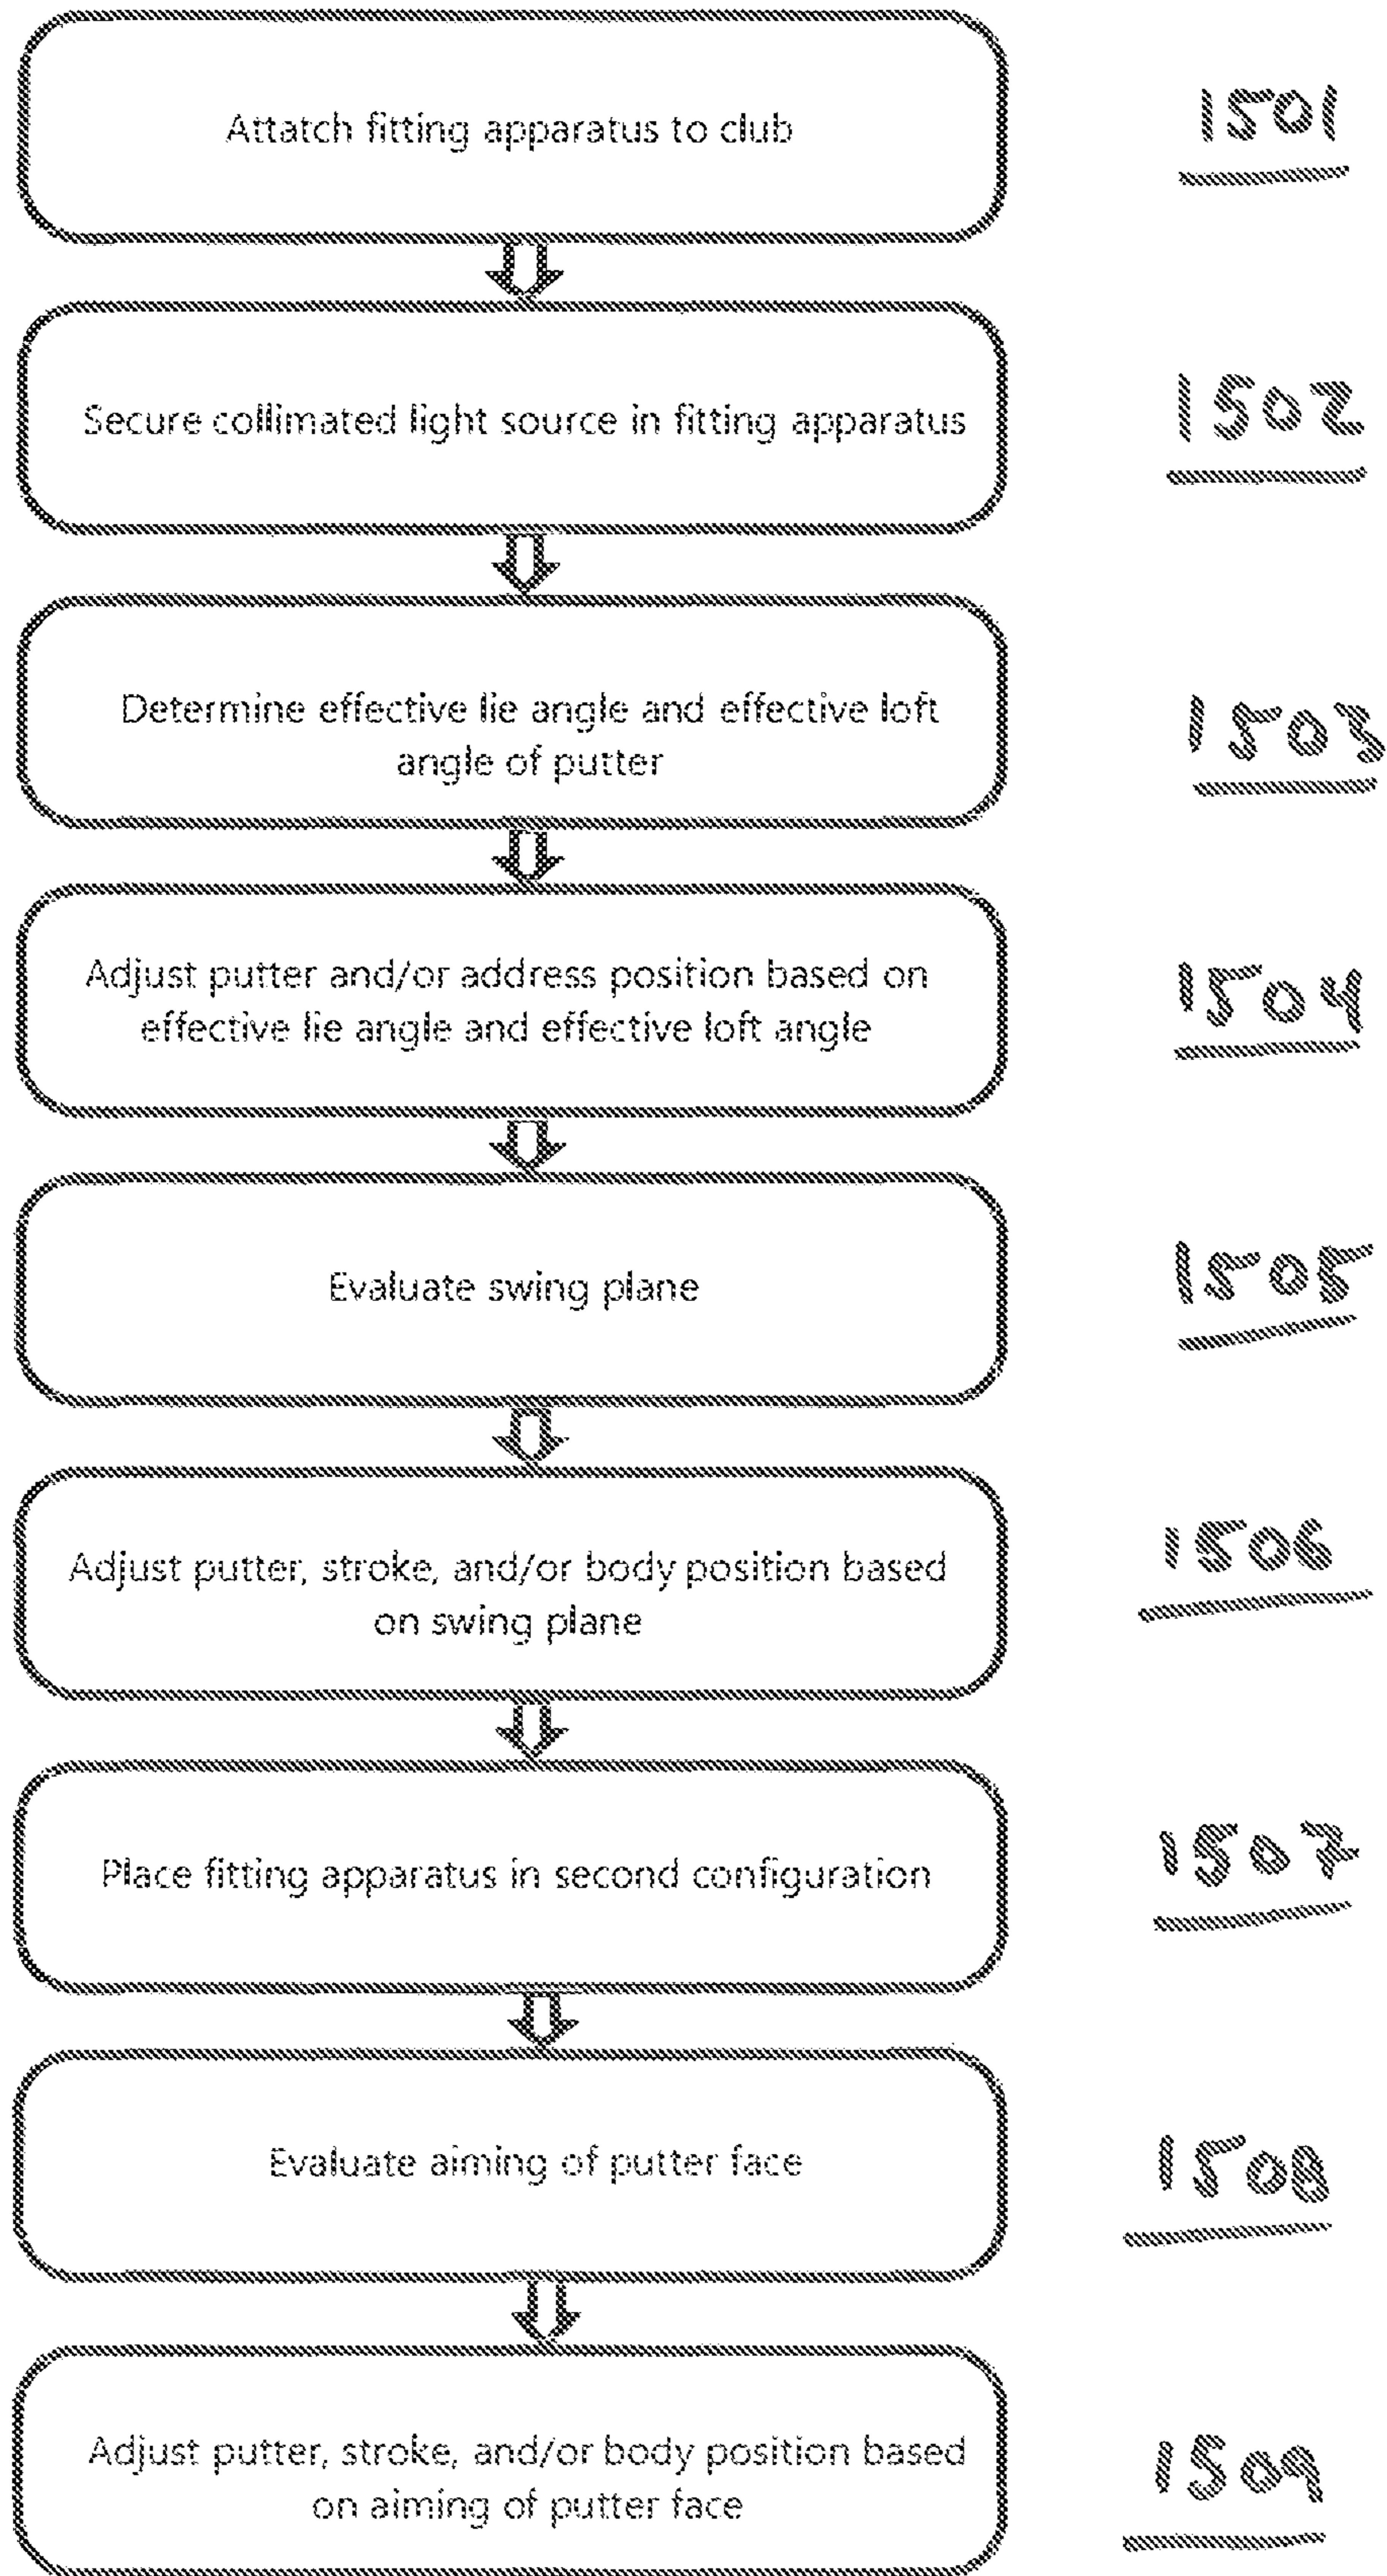 Attatch fitting apparatus to club
1501
Secure collimated light source in fitting apparatus
1502
Determine effective lie angle and effective loft
angle of putter
1503
Adjust putter and/or address position based on
effective lie angle and effective loft angle
1504
Evaluate swing plane
1505
Adjust putter, stroke, and/or body position based
on swing plane
1506
Place fitting apparatus in second configuration
1507
Evaluate aiming of putter face
1508
Adjust putter, stroke, and/or body position based
on aiming of putter face
1509